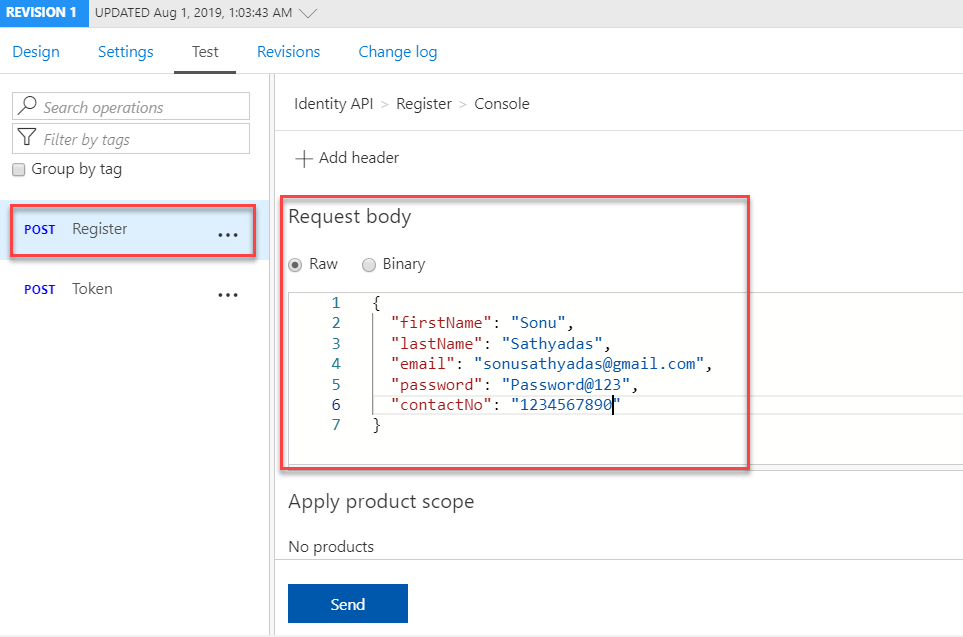 REVISION 1 UPDATED Aug 1, 2019, 1:03:43 AM
Design Settings Test Revisions Change log
Search operations
Filter by tags
Group by tag
POST Register ...
POST Token ...
Identity API > Register > Console
Add header
Request body
Raw Binary
1 {
2 "firstName": "Sonu",
3 "lastName": "Sathyadas",
4 "email": "sonusathyadas@gmail.com",
5 "password": "Password@123",
6 "contactNo": "1234567890"
7 }
Apply product scope
No products
Send